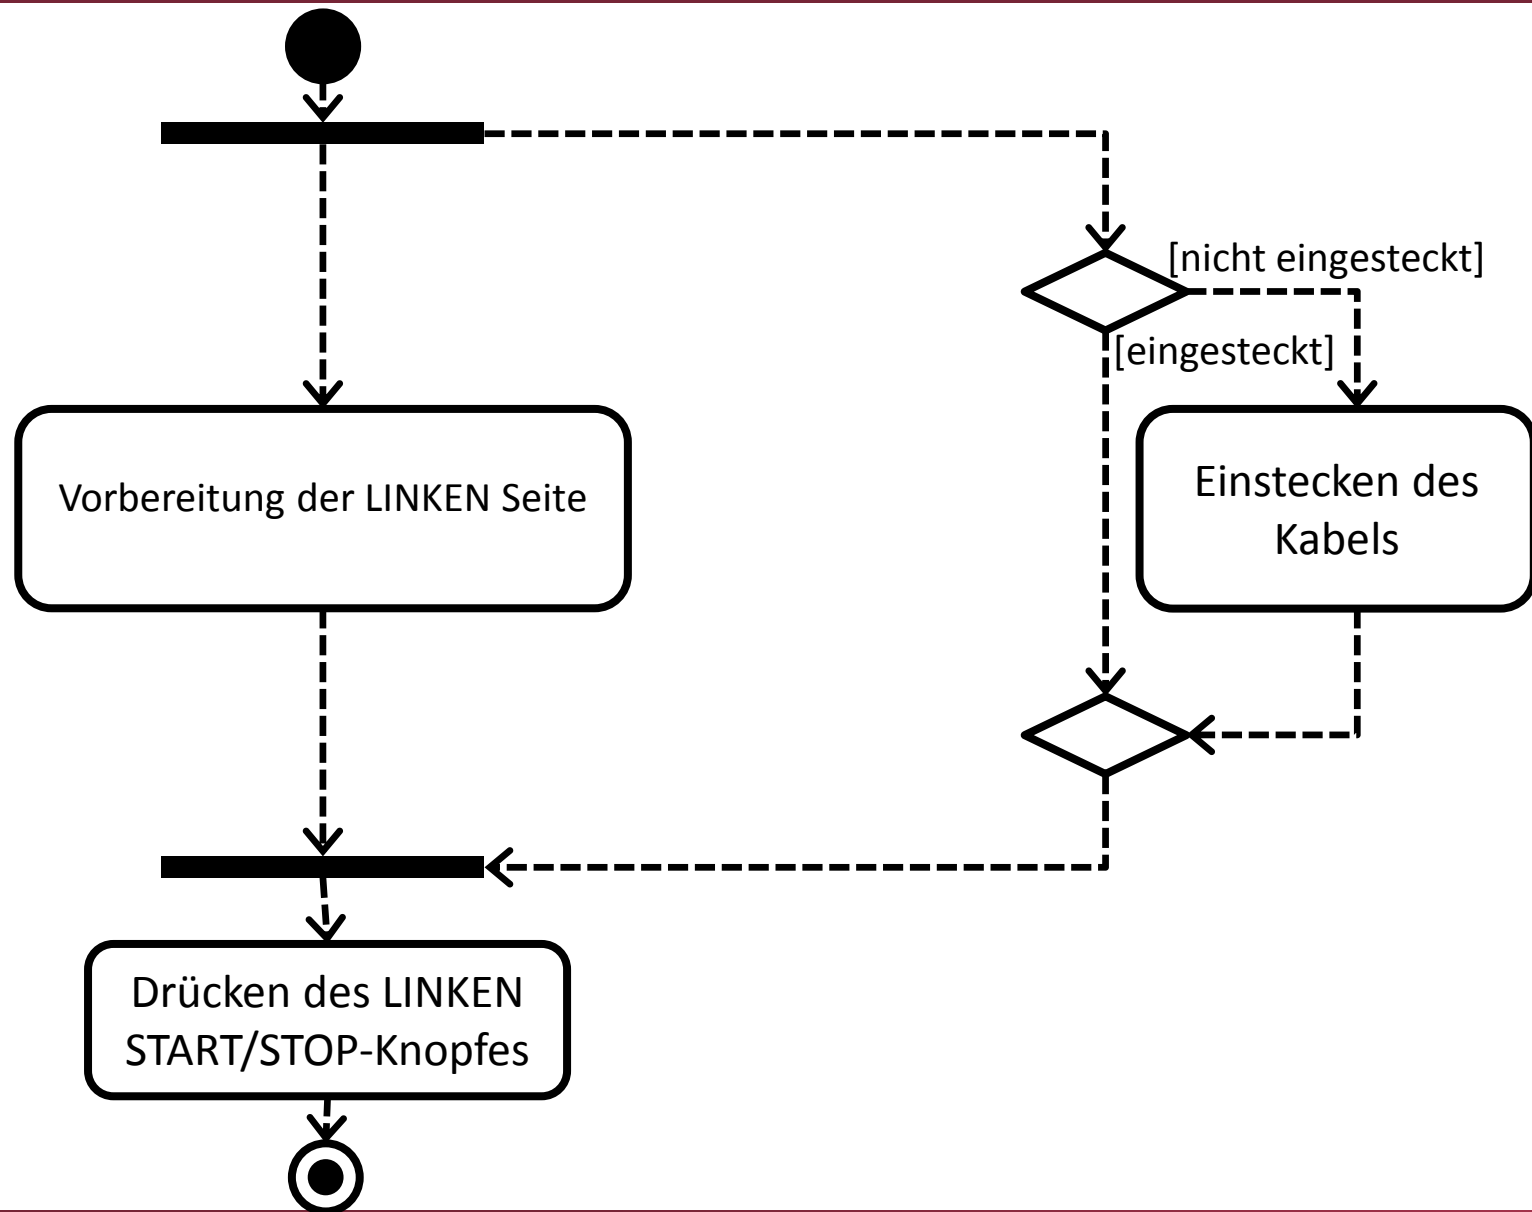 [nicht eingesteckt]
[eingesteckt]
Vorbereitung der LINKEN Seite
Einstecken des
Kabels
Drücken des LINKEN
START/STOP-Knopfes